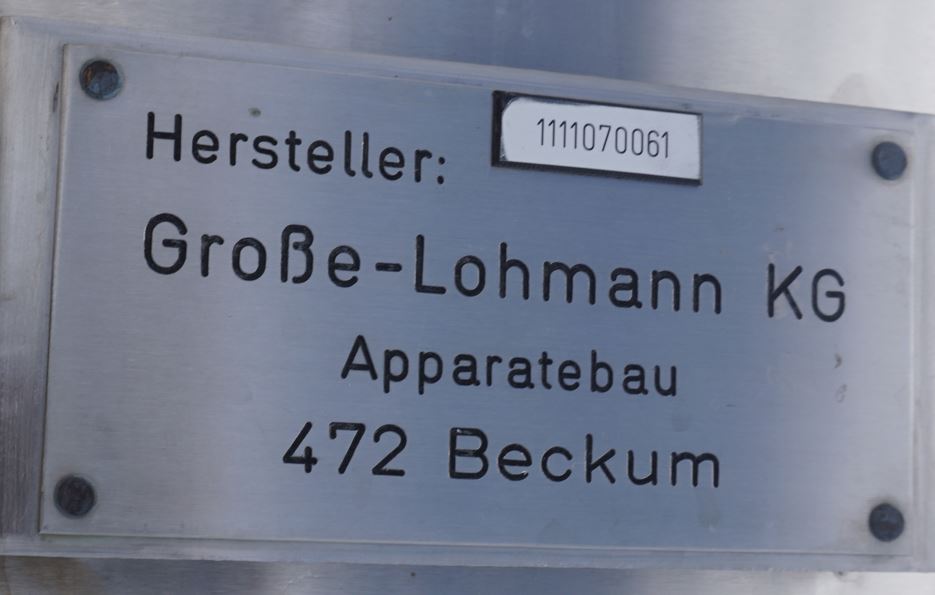 Hersteller: 1111070061
Große-Lohmann KG
Apparatebau
472 Beckum